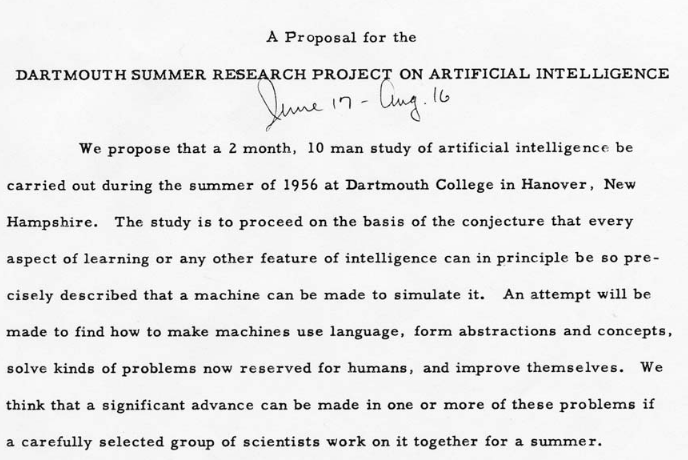 A Proposal for the
DARTMOUTH SUMMER RESEARCH PROJECT ON ARTIFICIAL INTELLIGENCE
June 17 - Aug. 16
We propose that a 2 month, 10 man study of artificial intelligence be
carried out during the summer of 1956 at Dartmouth College in Hanover, New
Hampshire. The study is to proceed on the basis of the conjecture that every
aspect of learning or any other feature of intelligence can in principle be so pre-
cisely described that a machine can be made to simulate it. An attempt will be
made to find how to make machines use language, form abstractions and concepts,
solve kinds of problems now reserved for humans, and improve themselves. We
think that a significant advance can be made in one or more of these problems if
a carefully selected group of scientists work on it together for a summer.